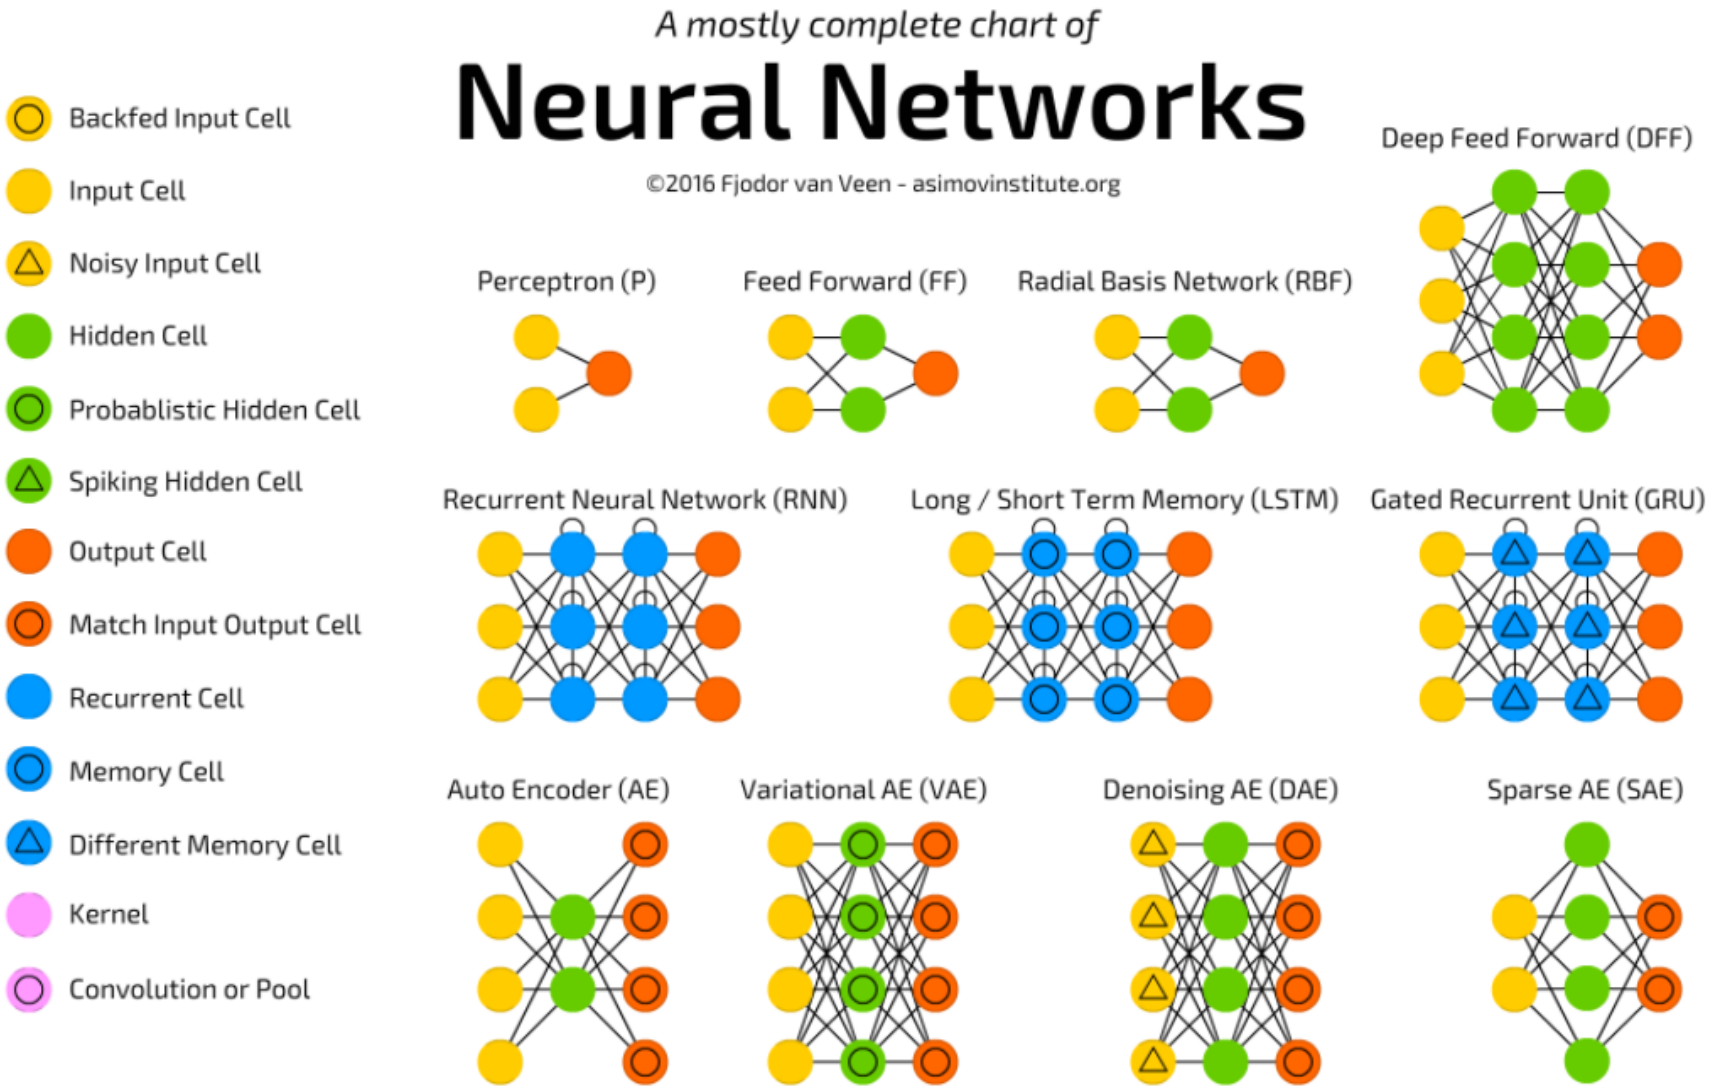 A mostly complete chart of
Neural Networks
©2016 Fjodor van Veen - asimovinstitute.org
Backfed Input Cell
Input Cell
Noisy Input Cell
Hidden Cell
Probablistic Hidden Cell
Spiking Hidden Cell
Output Cell
Match Input Output Cell
Recurrent Cell
Memory Cell
Different Memory Cell
Kernel
Convolution or Pool
Deep Feed Forward (DFF)
Perceptron (P)
Feed Forward (FF)
Radial Basis Network (RBF)
Recurrent Neural Network (RNN)
Long / Short Term Memory (LSTM)
Gated Recurrent Unit (GRU)
Auto Encoder (AE)
Variational AE (VAE)
Denoising AE (DAE)
Sparse AE (SAE)